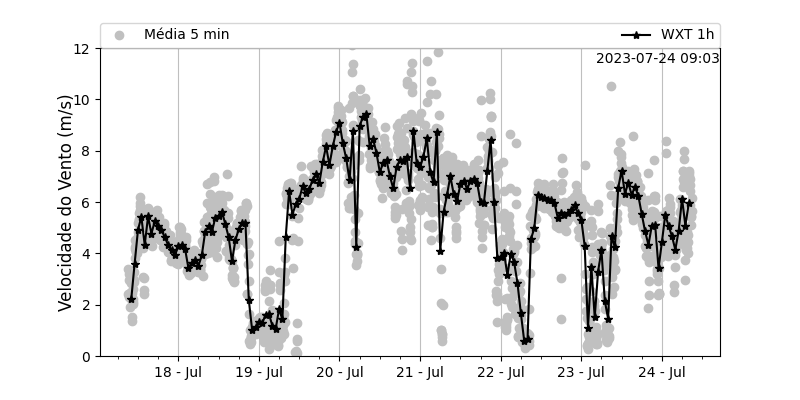 Média 5 min
WXT 1h
2023-07-24 09:03
Velocidade do Vento (m/s)
12
10
8
6
4
2
0
18 - Jul
19 - Jul
20 - Jul
21 - Jul
22 - Jul
23 - Jul
24 - Jul